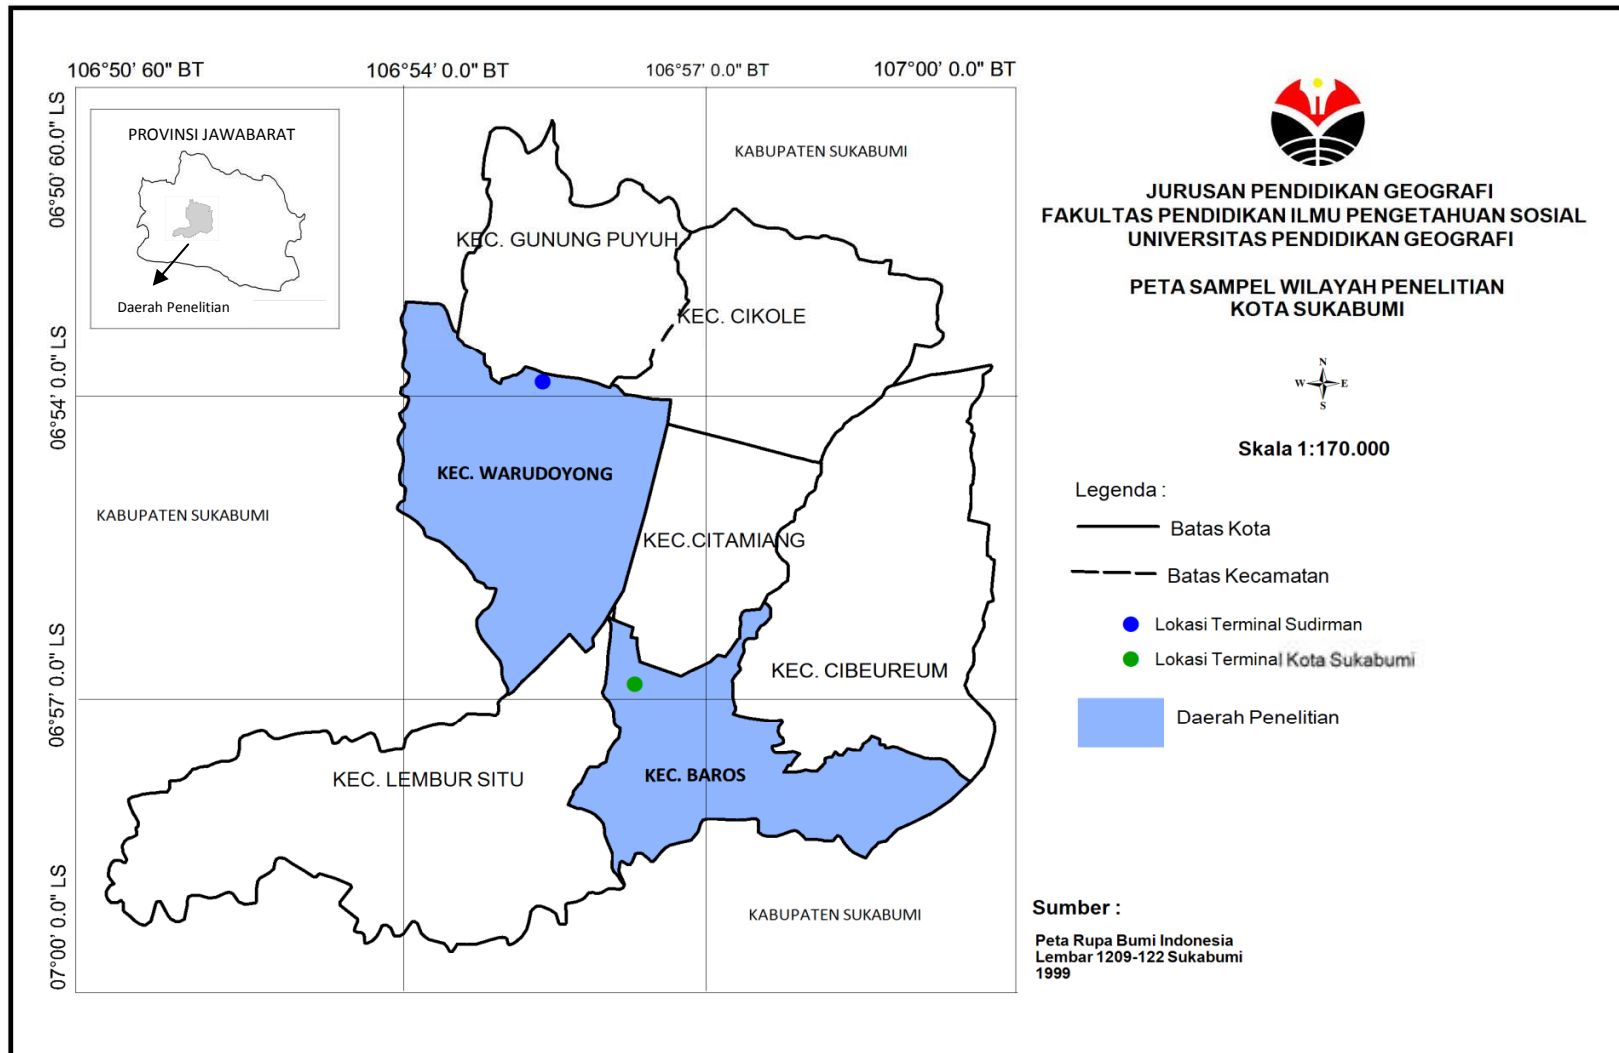 106°50' 60" BT
106°54' 0.0" BT
106°57' 0.0" BT
107°00' 0.0" BT
06°50' 60.0" LS
06°54' 0.0" LS
06°57' 0.0" LS
07°00' 0.0" LS
PROVINSI JAWABARAT
Daerah Penelitian
KABUPATEN SUKABUMI
KEC. GUNUNG PUYUH
KEC. CIKOLE
KEC. WARUDOYONG
KABUPATEN SUKABUMI
KEC.CITAMIANG
KEC. CIBEUREUM
KEC. LEMBUR SITU
KEC. BAROS
KABUPATEN SUKABUMI
JURUSAN PENDIDIKAN GEOGRAFI
FAKULTAS PENDIDIKAN ILMU PENGETAHUAN SOSIAL
UNIVERSITAS PENDIDIKAN GEOGRAFI
PETA SAMPEL WILAYAH PENELITIAN
KOTA SUKABUMI
N
W E
S
Skala 1:170.000
Legenda :
Batas Kota
Batas Kecamatan
Lokasi Terminal Sudirman
Lokasi Terminal Kota Sukabumi
Daerah Penelitian
Sumber :
Peta Rupa Bumi Indonesia
Lembar 1209-122 Sukabumi
1999